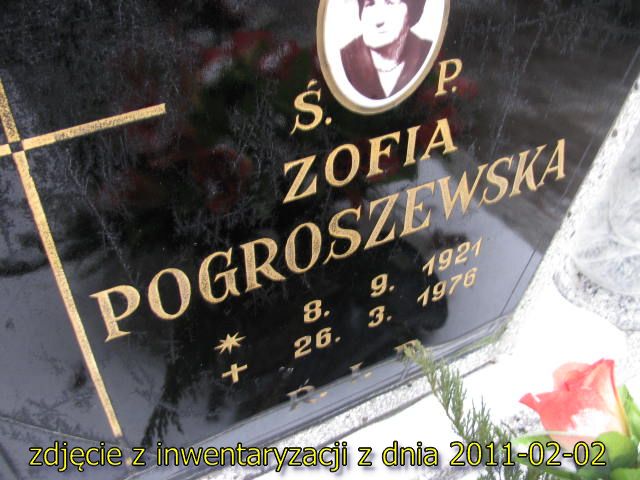 Ś. P.
ZOFIA
POGROSZEWSKA
* 8. 9. 1921
+ 26. 3. 1976
R. I. P.
zdjęcie z inwentaryzacji z dnia 2011-02-02